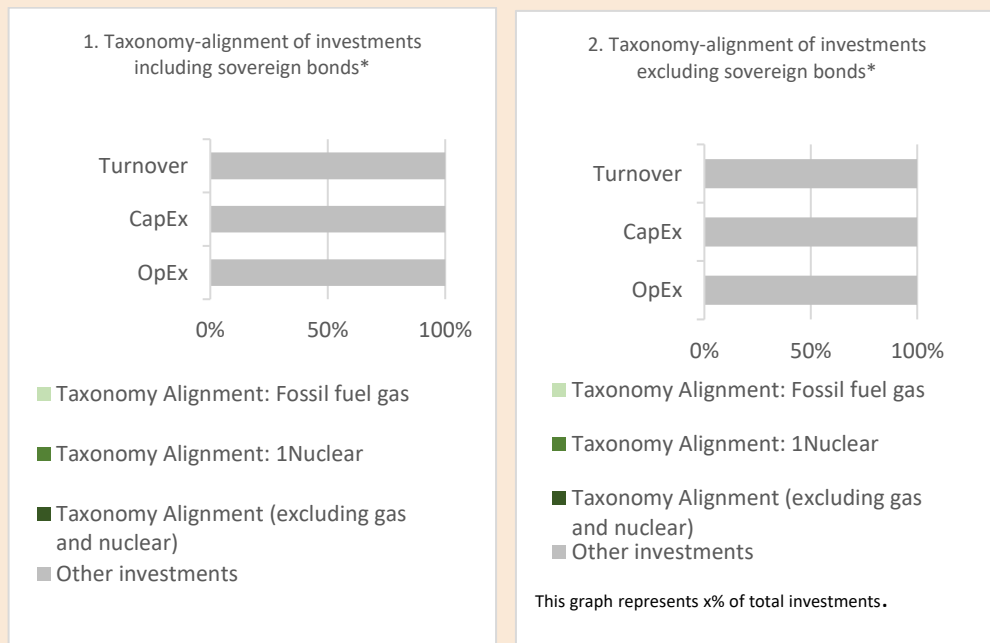 1. Taxonomy-alignment of investments
including sovereign bonds*
Turnover
CapEx
OpEx
0%
50%
100%
Taxonomy Alignment: Fossil fuel gas
Taxonomy Alignment: 1Nuclear
Taxonomy Alignment (excluding gas
and nuclear)
Other investments
2. Taxonomy-alignment of investments
excluding sovereign bonds*
Turnover
CapEx
OpEx
0%
50%
100%
Taxonomy Alignment: Fossil fuel gas
Taxonomy Alignment: 1Nuclear
Taxonomy Alignment (excluding gas
and nuclear)
Other investments
This graph represents x% of total investments.